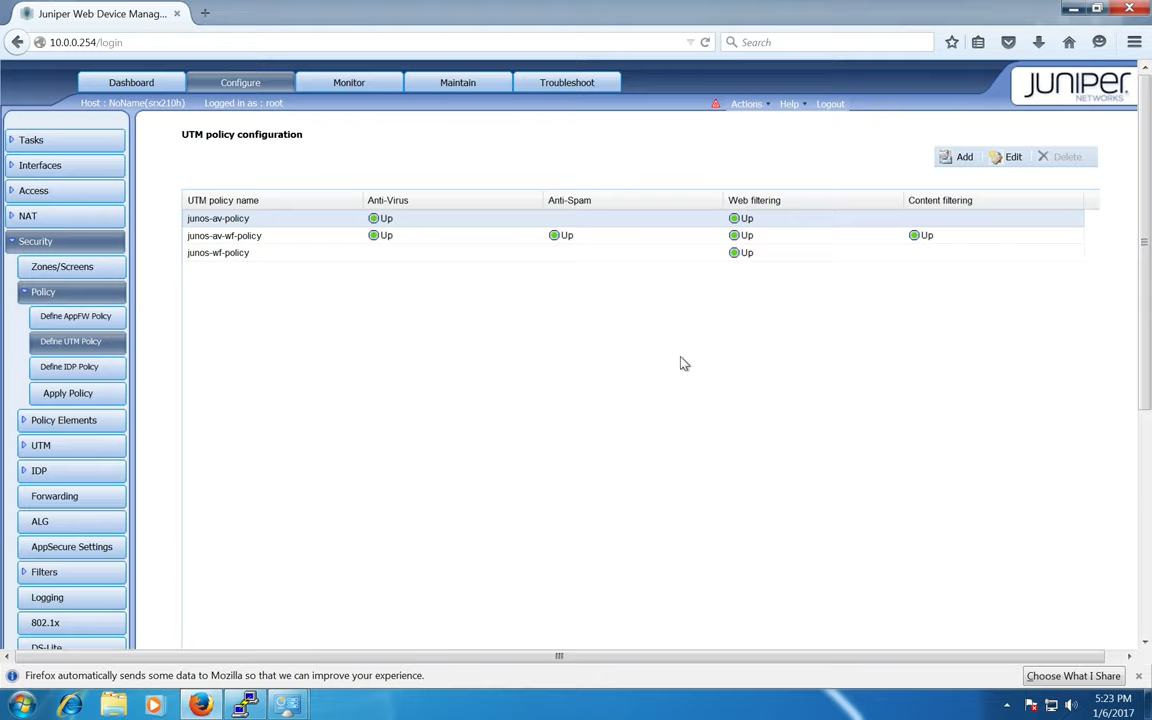 Juniper Web Device Manag...
10.0.0.254/login
Search
Dashboard
Configure
Monitor
Maintain
Troubleshoot
JUNIPER
NETWORKS
Host : NoName(srx210h)
Logged in as : root
Actions
Help
Logout
Tasks
Interfaces
Access
NAT
Security
Zones/Screens
Policy
Define AppFW Policy
Define UTM Policy
Define IDP Policy
Apply Policy
Policy Elements
UTM
IDP
Forwarding
ALG
AppSecure Settings
Filters
Logging
802.1x
DS-Lite
UTM policy configuration
Add
Edit
Delete
UTM policy name Anti-Virus Anti-Spam Web filtering Content filtering
junos-av-policy Up Up
junos-av-wf-policy Up Up Up Up
junos-wf-policy Up
Firefox automatically sends some data to Mozilla so that we can improve your experience.
Choose What I Share
5:23 PM
1/6/2017